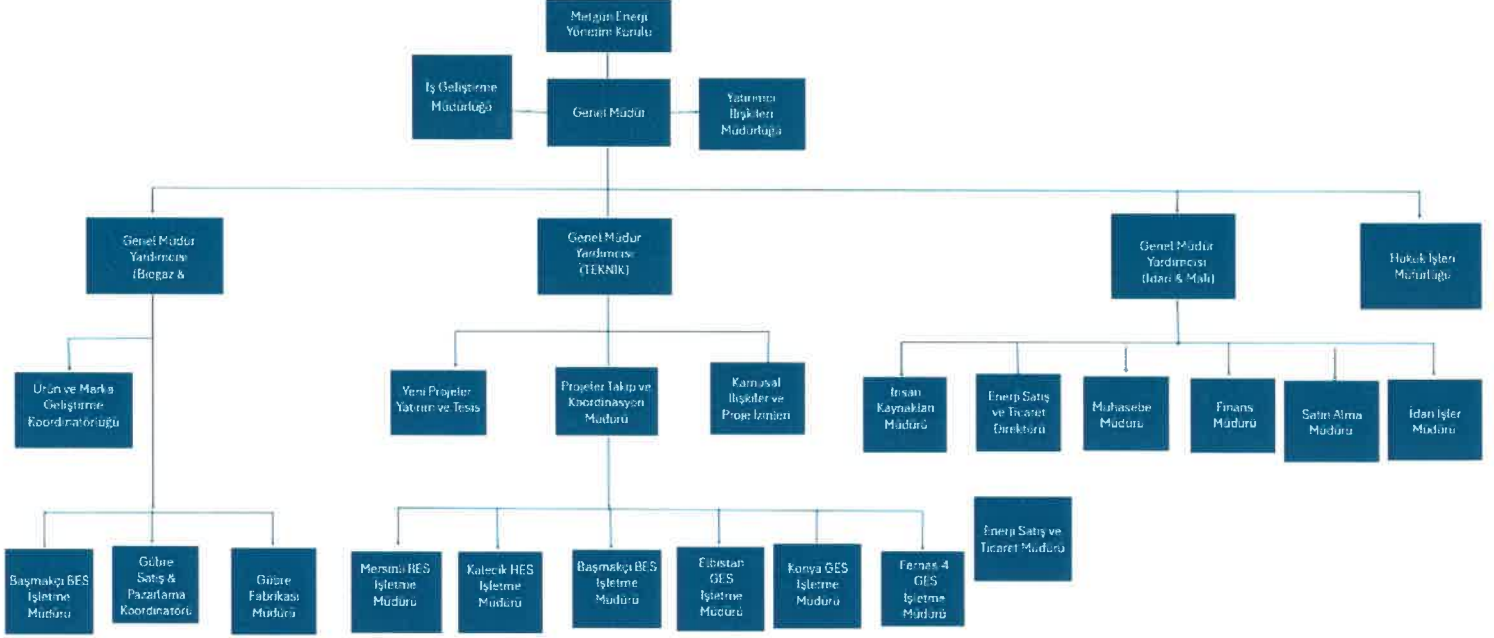 Metgün Enerji
Yönetim Kurulu
İş Geliştirme
Müdürlüğü
Genel Müdür
Yatırımcı
İlişkileri
Müdürlüğü
Genel Müdür
Yardımcısı
(Biogaz &
Genel Müdür
Yardımcısı
(TEKNİK)
Genel Müdür
Yardımcısı
(İdari & Mali)
Hukuk İşleri
Müdürlüğü
Ürün ve Marka
Geliştirme
Koordinatörlüğü
Yeni Projeler
Yatırım ve Tesis
Projeler Takip ve
Koordinasyon
Müdürü
Kamusal
İlişkiler ve
Proje İzinleri
İnsan
Kaynakları
Müdürü
Enerji Satış
ve Ticaret
Direktörü
Muhasebe
Müdürü
Finans
Müdürü
Satın Alma
Müdürü
İdari İşler
Müdürü
Enerji Satış ve
Ticaret Müdürü
Başmakçı BES
İşletme
Müdürü
Gübre
Satış &
Pazarlama
Koordinatörü
Gübre
Fabrikası
Müdürü
Mersinli RES
İşletme
Müdürü
Kalecik HES
İşletme
Müdürü
Başmakçı BES
İşletme
Müdürü
Elbistan
GES
İşletme
Müdürü
Konya GES
İşletme
Müdürü
Fernas 4
GES
İşletme
Müdürü